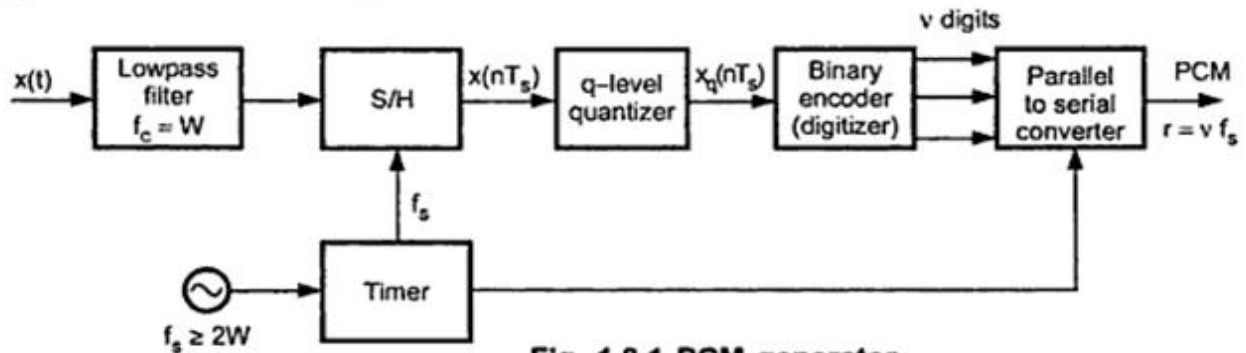 ν digits
x(t)
Lowpass
filter
f_c = W
S/H
x(nT_s)
q-level
quantizer
x_q(nT_s)
Binary
encoder
(digitizer)
Parallel
to serial
converter
PCM
r = ν f_s
f_s
Timer
f_s ≥ 2W